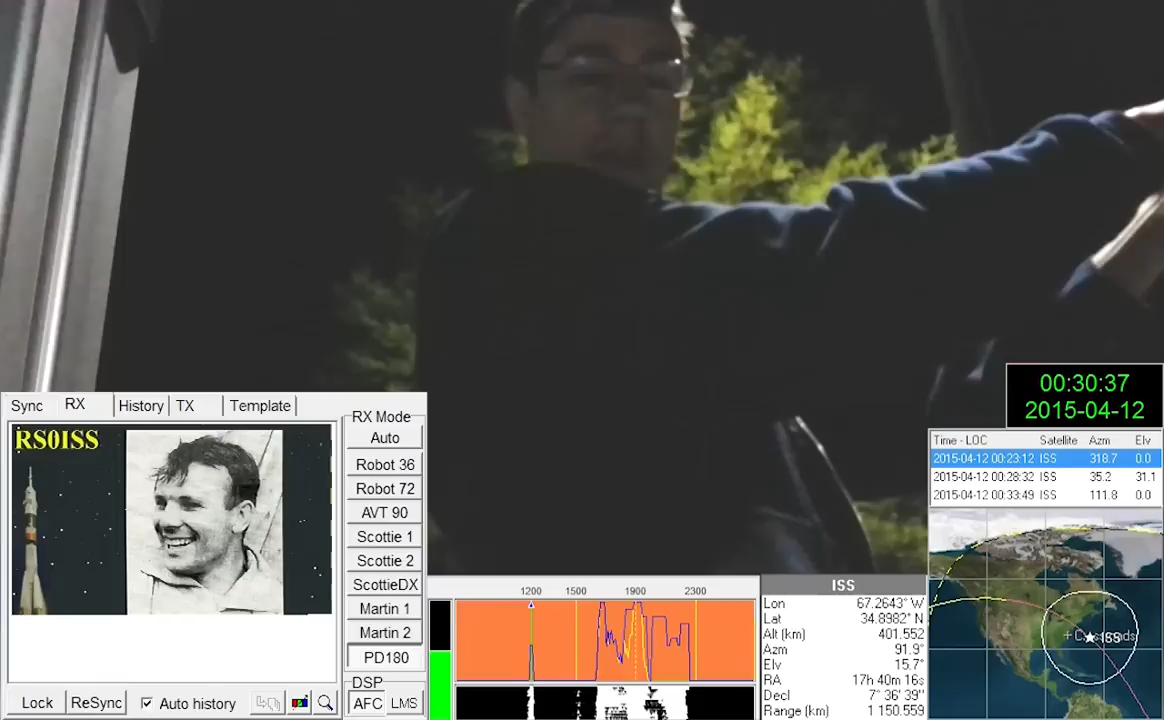 Sync RX History TX Template
RS0ISS
RX Mode
Auto
Robot 36
Robot 72
AVT 90
Scottie 1
Scottie 2
ScottieDX
Martin 1
Martin 2
PD180
DSP
AFC LMS
Lock ReSync Auto history
1200 1500 1900 2300
00:30:37
2015-04-12
Time - LOC Satellite Azm Elv
2015-04-12 00:23:12 ISS 318.7 0.0
2015-04-12 00:28:32 ISS 35.2 31.1
2015-04-12 00:33:49 ISS 111.8 0.0
ISS
Lon 67.2643° W
Lat 34.8982° N
Alt (km) 401.552
Azm 91.9°
Elv 15.7°
RA 17h 40m 16s
Decl 7° 36' 39''
Range (km) 1 150.559
ISS